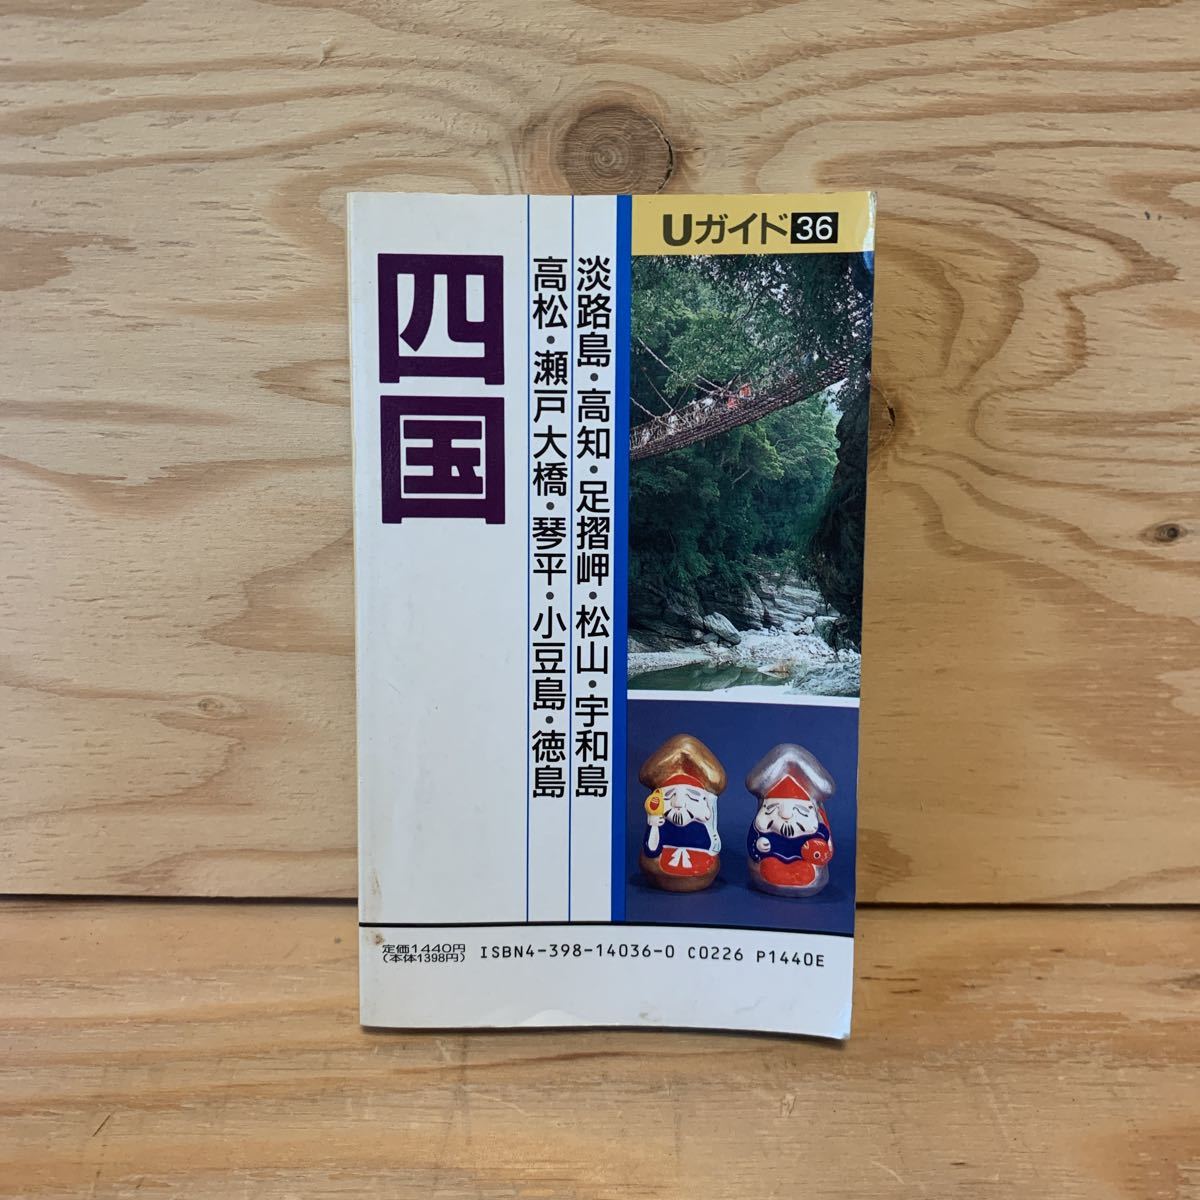 Uガイド36
四国
淡路島・高知・足摺岬・松山・宇和島
高松・瀬戸大橋・琴平・小豆島・徳島
定価1440円
(本体1398円)
ISBN4-398-14036-0 C0226 P1440E